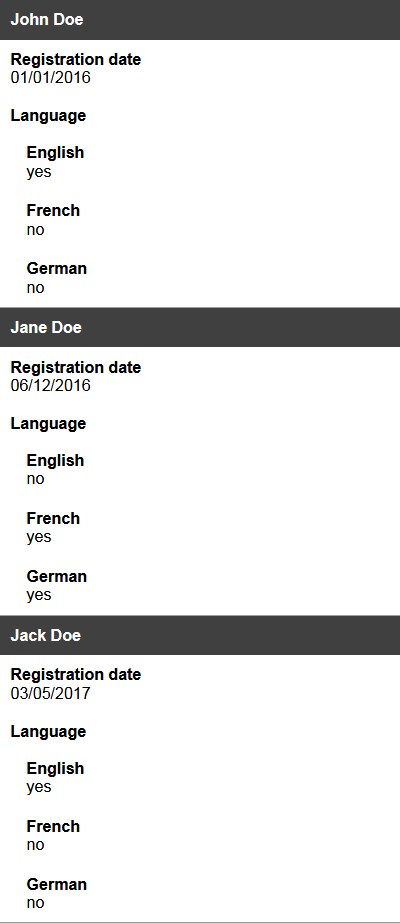 John Doe
Registration date
01/01/2016
Language
English
yes
French
no
German
no
Jane Doe
Registration date
06/12/2016
Language
English
no
French
yes
German
yes
Jack Doe
Registration date
03/05/2017
Language
English
yes
French
no
German
no